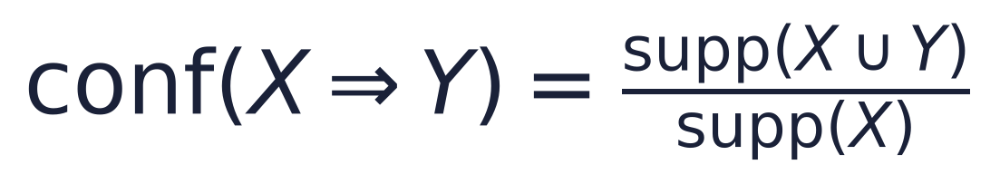 conf(X ⇒ Y) = supp(X ∪ Y) / supp(X)